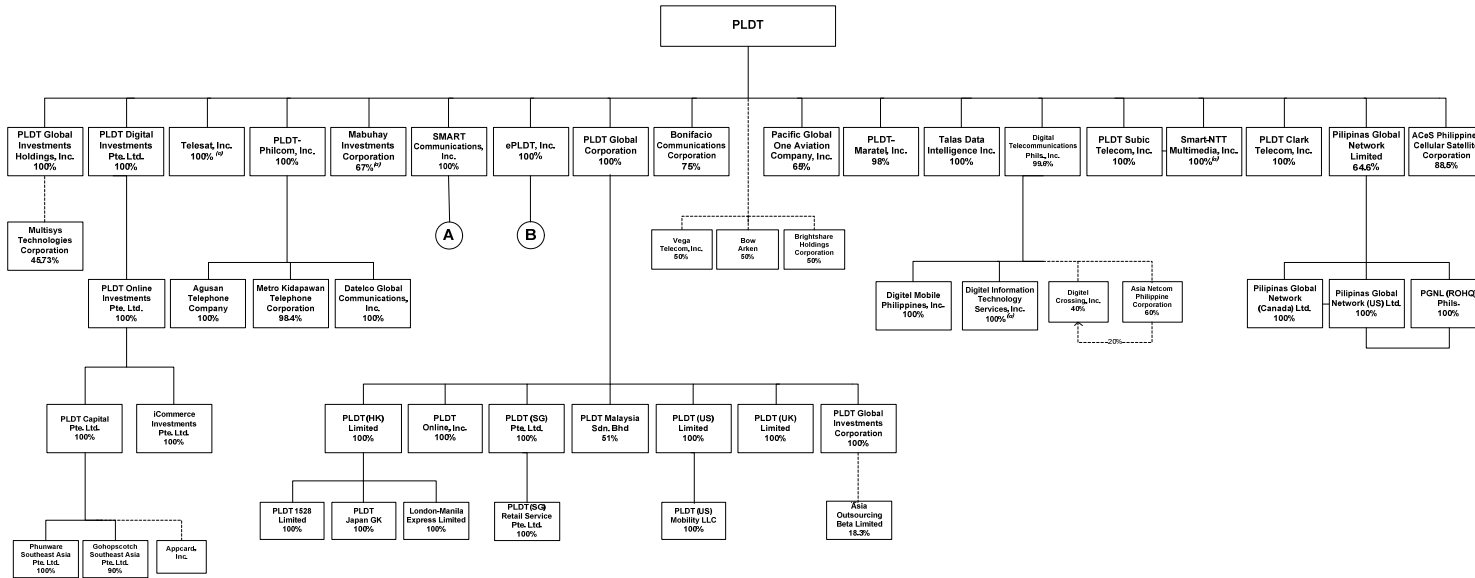 PLDT
PLDT Global
Investments
Holdings, Inc.
100%
PLDT Digital
Investments
Pte. Ltd.
100%
Telesat, Inc.
100% (a)
PLDT-
Philcom, Inc.
100%
Mabuhay
Investments
Corporation
67% (a)
SMART
Communications,
Inc.
100%
ePLDT, Inc.
100%
PLDT Global
Corporation
100%
Bonifacio
Communications
Corporation
75%
Pacific Global
One Aviation
Company, Inc.
65%
PLDT-
Maratel, Inc.
98%
Talas Data
Intelligence Inc.
100%
Digital
Telecommunications
Phils., Inc.
99.6%
PLDT Subic
Telecom, Inc.
100%
Smart-NTT
Multimedia, Inc.
100% (a)
PLDT Clark
Telecom, Inc.
100%
Pilipinas Global
Network
Limited
64.6%
ACeS Philippine
Cellular Satellite
Corporation
88.5%
Multisys
Technologies
Corporation
45.73%
A
B
Vega
Telecom, Inc.
50%
Bow
Arken
50%
Brightshare
Holdings
Corporation
50%
PLDT Online
Investments
Pte. Ltd.
100%
Agusan
Telephone
Company
100%
Metro Kidapawan
Telephone
Corporation
98.4%
Datelco Global
Communications,
Inc.
100%
Digitel Mobile
Philippines, Inc.
100%
Digitel Information
Technology
Services, Inc.
100% (a)
Digitel
Crossing, Inc.
40%
Asia Netcom
Philippine
Corporation
60%
20%
Pilipinas Global
Network
(Canada) Ltd.
100%
Pilipinas Global
Network (US) Ltd.
100%
PGNL (ROHQ)
Phils.
100%
PLDT Capital
Pte. Ltd.
100%
iCommerce
Investments
Pte. Ltd.
100%
PLDT (HK)
Limited
100%
PLDT
Online, Inc.
100%
PLDT (SG)
Pte. Ltd.
100%
PLDT Malaysia
Sdn. Bhd
51%
PLDT (US)
Limited
100%
PLDT (UK)
Limited
100%
PLDT Global
Investments
Corporation
100%
PLDT 1528
Limited
100%
PLDT
Japan GK
100%
London-Manila
Express Limited
100%
PLDT (SG)
Retail Service
Pte. Ltd.
100%
PLDT (US)
Mobility LLC
100%
Asia
Outsourcing
Beta Limited
18.3%
Phunware
Southeast Asia
Pte. Ltd.
100%
Gohopscotch
Southeast Asia
Pte. Ltd.
90%
Appcard,
Inc.